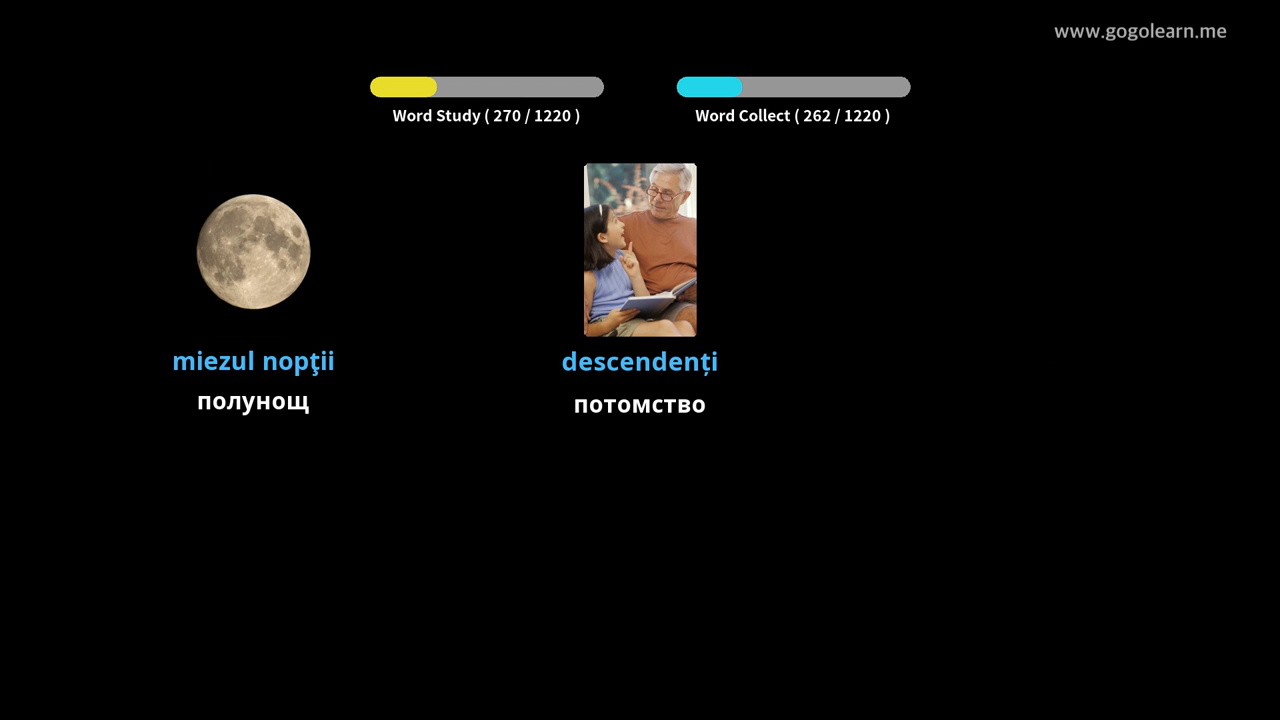 www.gogolearn.me
Word Study ( 270 / 1220 )
Word Collect ( 262 / 1220 )
miezul nopţii
полунощ
descendenți
потомство